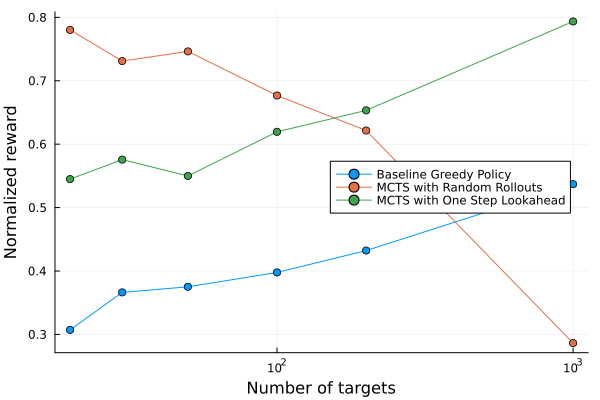 Normalized reward
0.8
0.7
0.6
0.5
0.4
0.3
Baseline Greedy Policy
MCTS with Random Rollouts
MCTS with One Step Lookahead
10² 10³
Number of targets